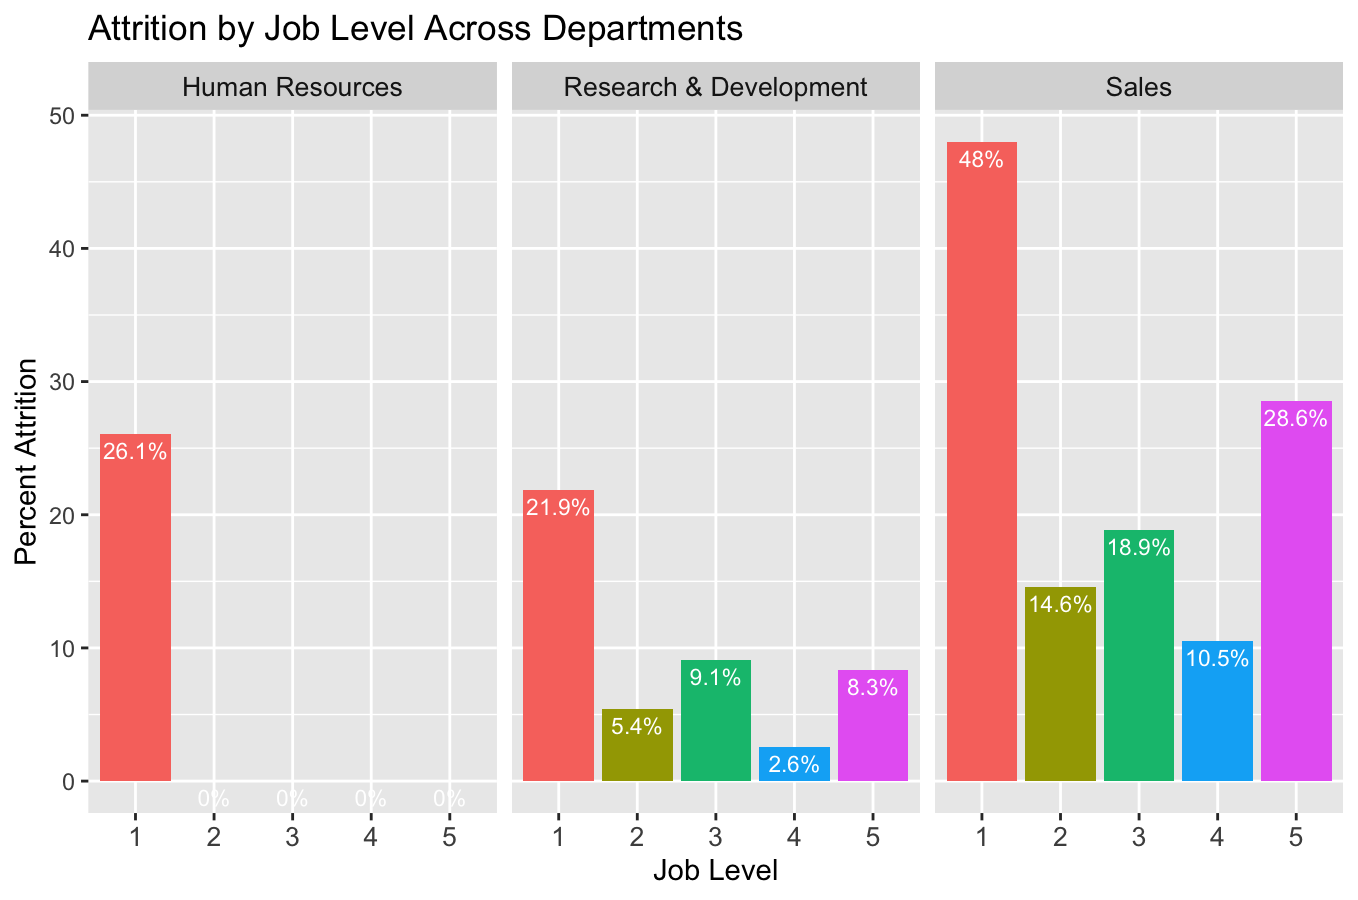 Attrition by Job Level Across Departments
Human Resources
Research & Development
Sales
Percent Attrition
50
40
30
20
10
0
26.1%
0%
0%
0%
0%
21.9%
5.4%
9.1%
2.6%
8.3%
48%
14.6%
18.9%
10.5%
28.6%
1 2 3 4 5
1 2 3 4 5
1 2 3 4 5
Job Level